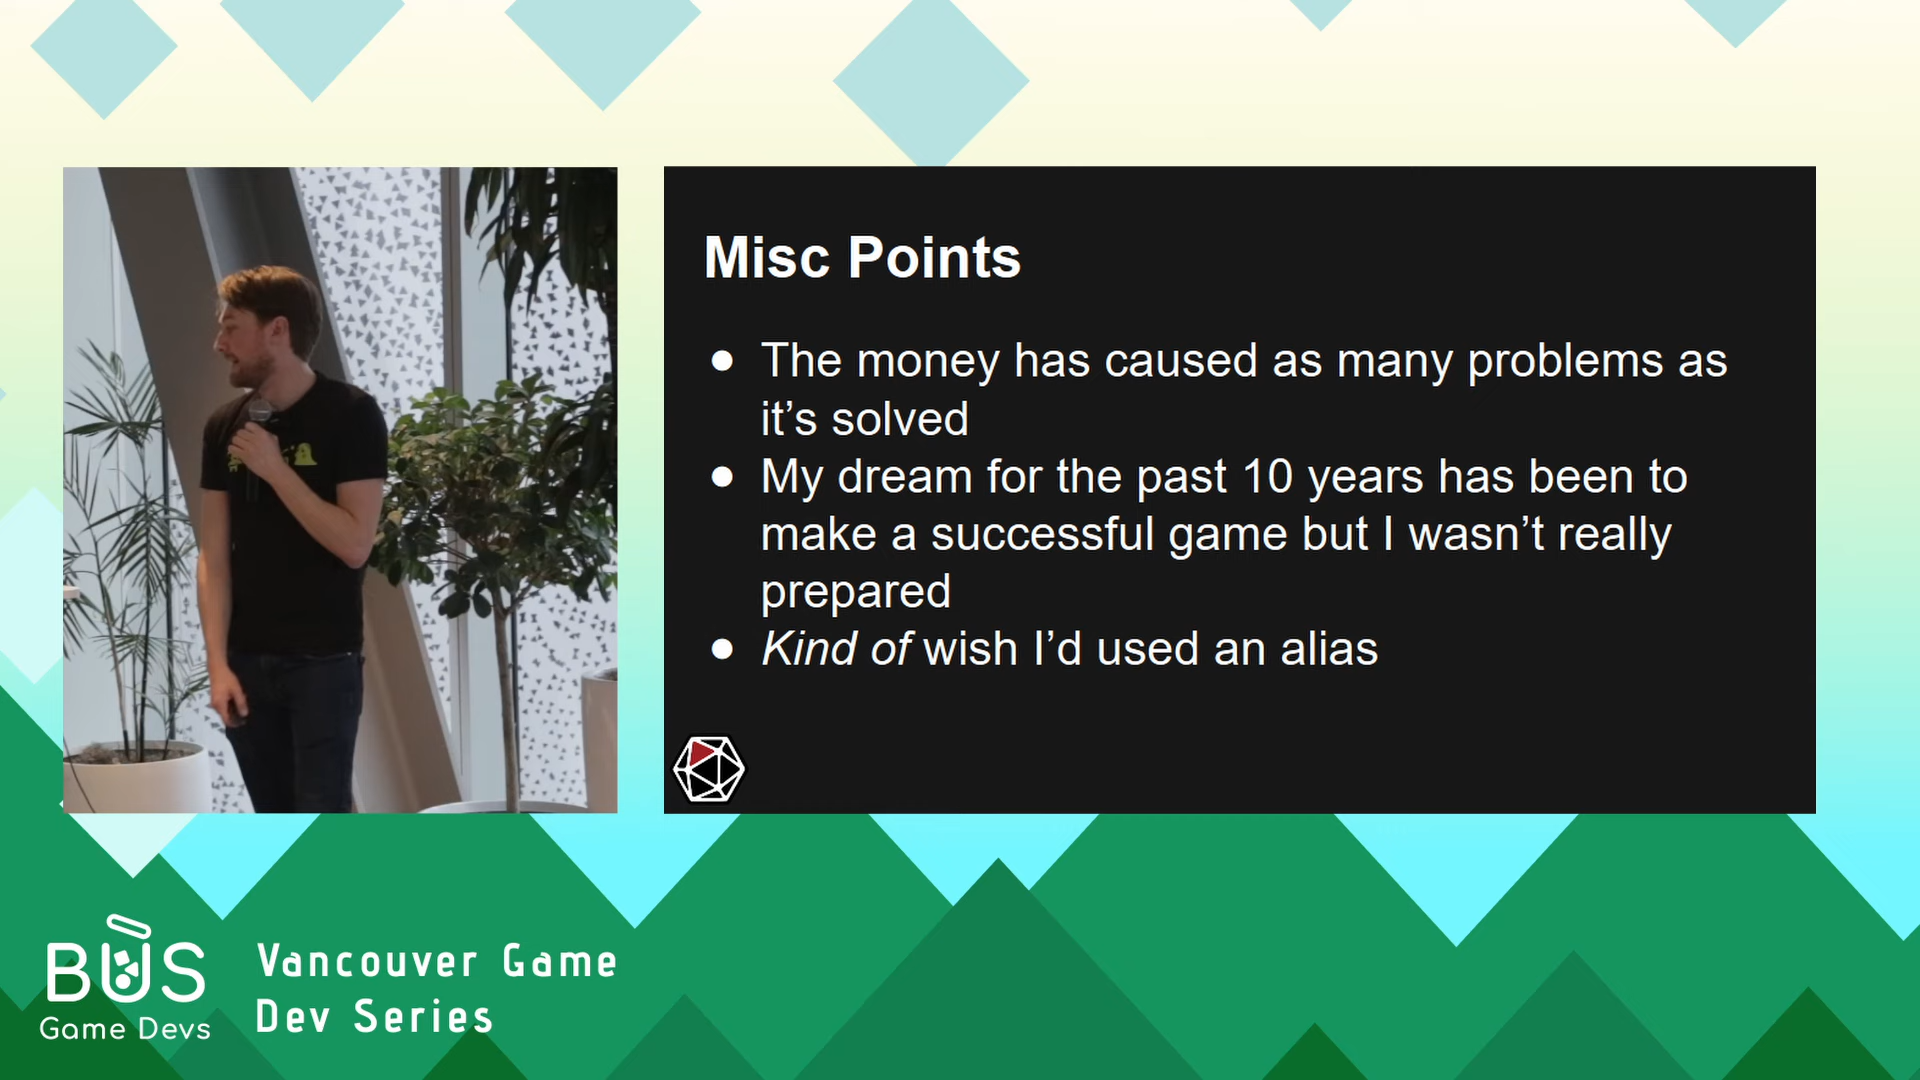 Misc Points
● The money has caused as many problems as
it’s solved
● My dream for the past 10 years has been to
make a successful game but I wasn’t really
prepared
● Kind of wish I’d used an alias
BUS
Game Devs
Vancouver Game
Dev Series